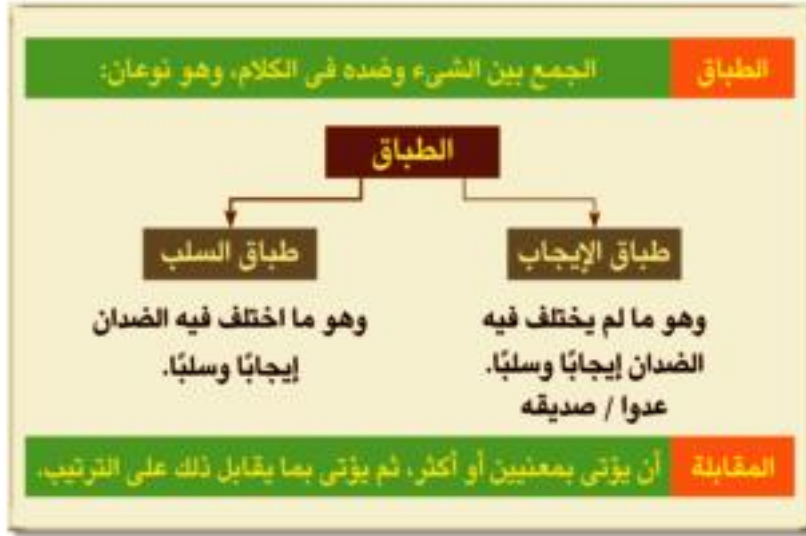 الطباق الجمع بين الشىء وضده فى الكلام، وهو نوعان:
الطباق
طباق الإيجاب
وهو ما لم يختلف فيه
الضدان إيجابًا وسلبًا.
عدوا / صديقه
طباق السلب
وهو ما اختلف فيه الضدان
إيجابًا وسلبًا.
المقابلة أن يؤتى بمعنيين أو أكثر، ثم يؤتى بما يقابل ذلك على الترتيب.